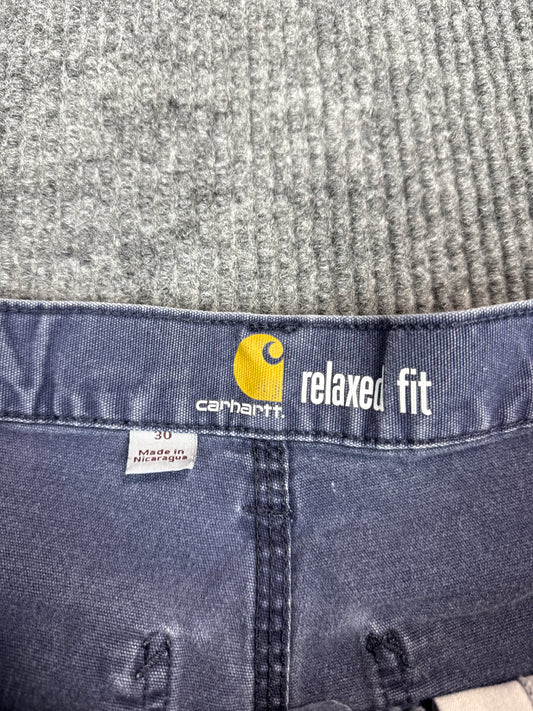 carhartt.
relaxed fit
30
Made in
Nicaragua